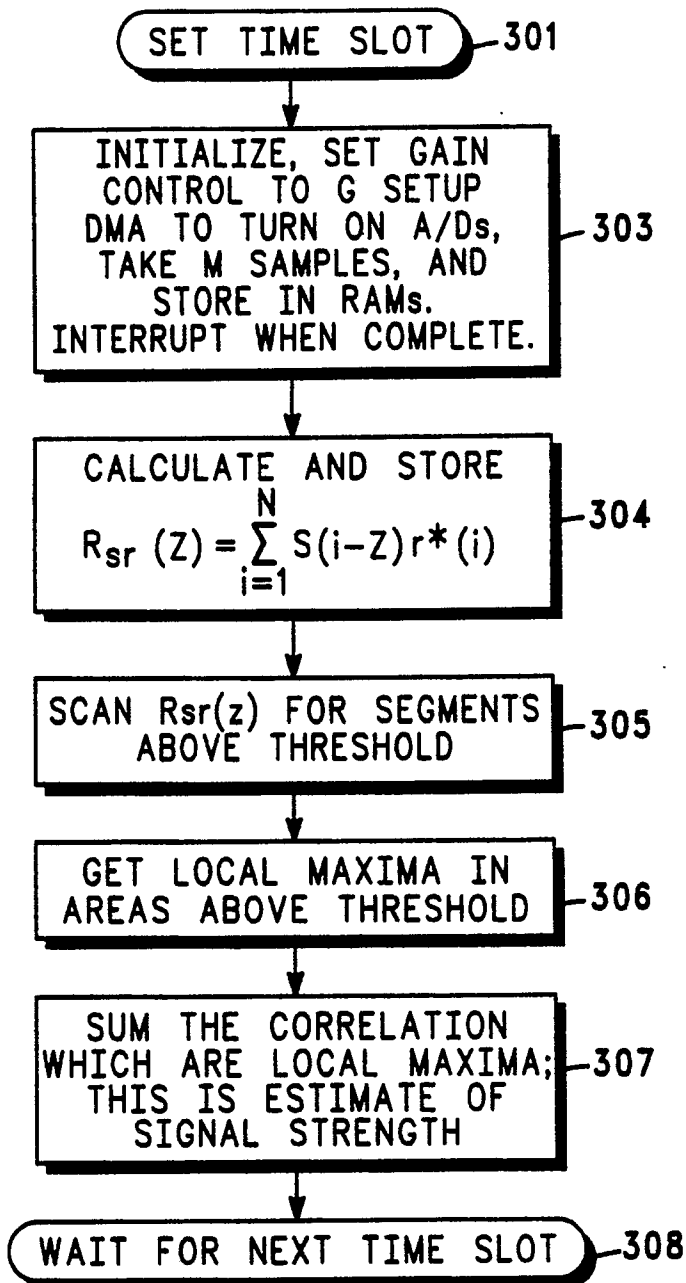 SET TIME SLOT
301
INITIALIZE, SET GAIN
CONTROL TO G SETUP
DMA TO TURN ON A/Ds,
TAKE M SAMPLES, AND
STORE IN RAMs.
INTERRUPT WHEN COMPLETE.
303
CALCULATE AND STORE
Rsr (Z) = N∑i=1 S(i-Z) r* (i)
304
SCAN Rsr(z) FOR SEGMENTS
ABOVE THRESHOLD
305
GET LOCAL MAXIMA IN
AREAS ABOVE THRESHOLD
306
SUM THE CORRELATION
WHICH ARE LOCAL MAXIMA;
THIS IS ESTIMATE OF
SIGNAL STRENGTH
307
WAIT FOR NEXT TIME SLOT
308